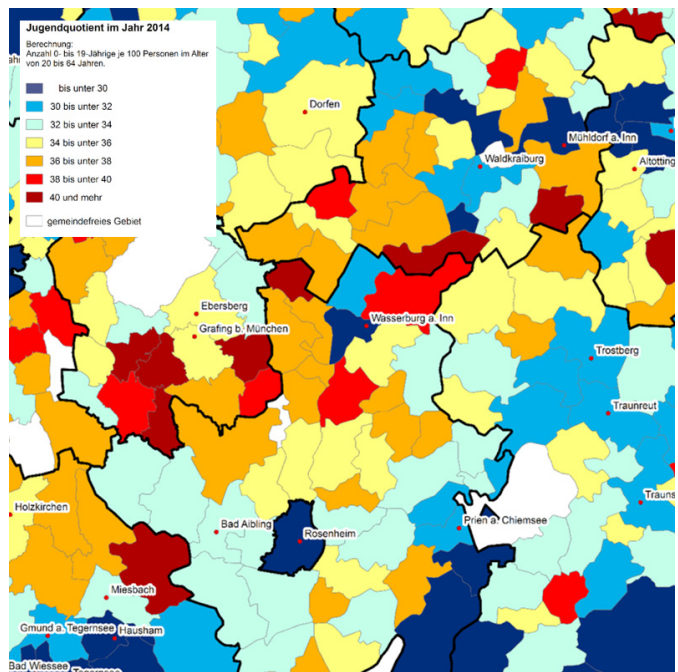 Jugendquotient im Jahr 2014
Berechnung:
Anzahl 0- bis 19-Jährige je 100 Personen im Alter
von 20 bis 64 Jahren.
bis unter 30
30 bis unter 32
32 bis unter 34
34 bis unter 36
36 bis unter 38
38 bis unter 40
40 und mehr
gemeindefreies Gebiet
Dorfen
Mühldorf a. Inn
Waldkraiburg
Altötting
Ebersberg
Grafing b. München
Wasserburg a. Inn
Trostberg
Traunreut
Holzkirchen
Trauns
Bad Aibling
Rosenheim
Prien a. Chiemsee
Miesbach
Gmund a. Tegernsee
Hausham
Bad Wiessee
Tegernsee